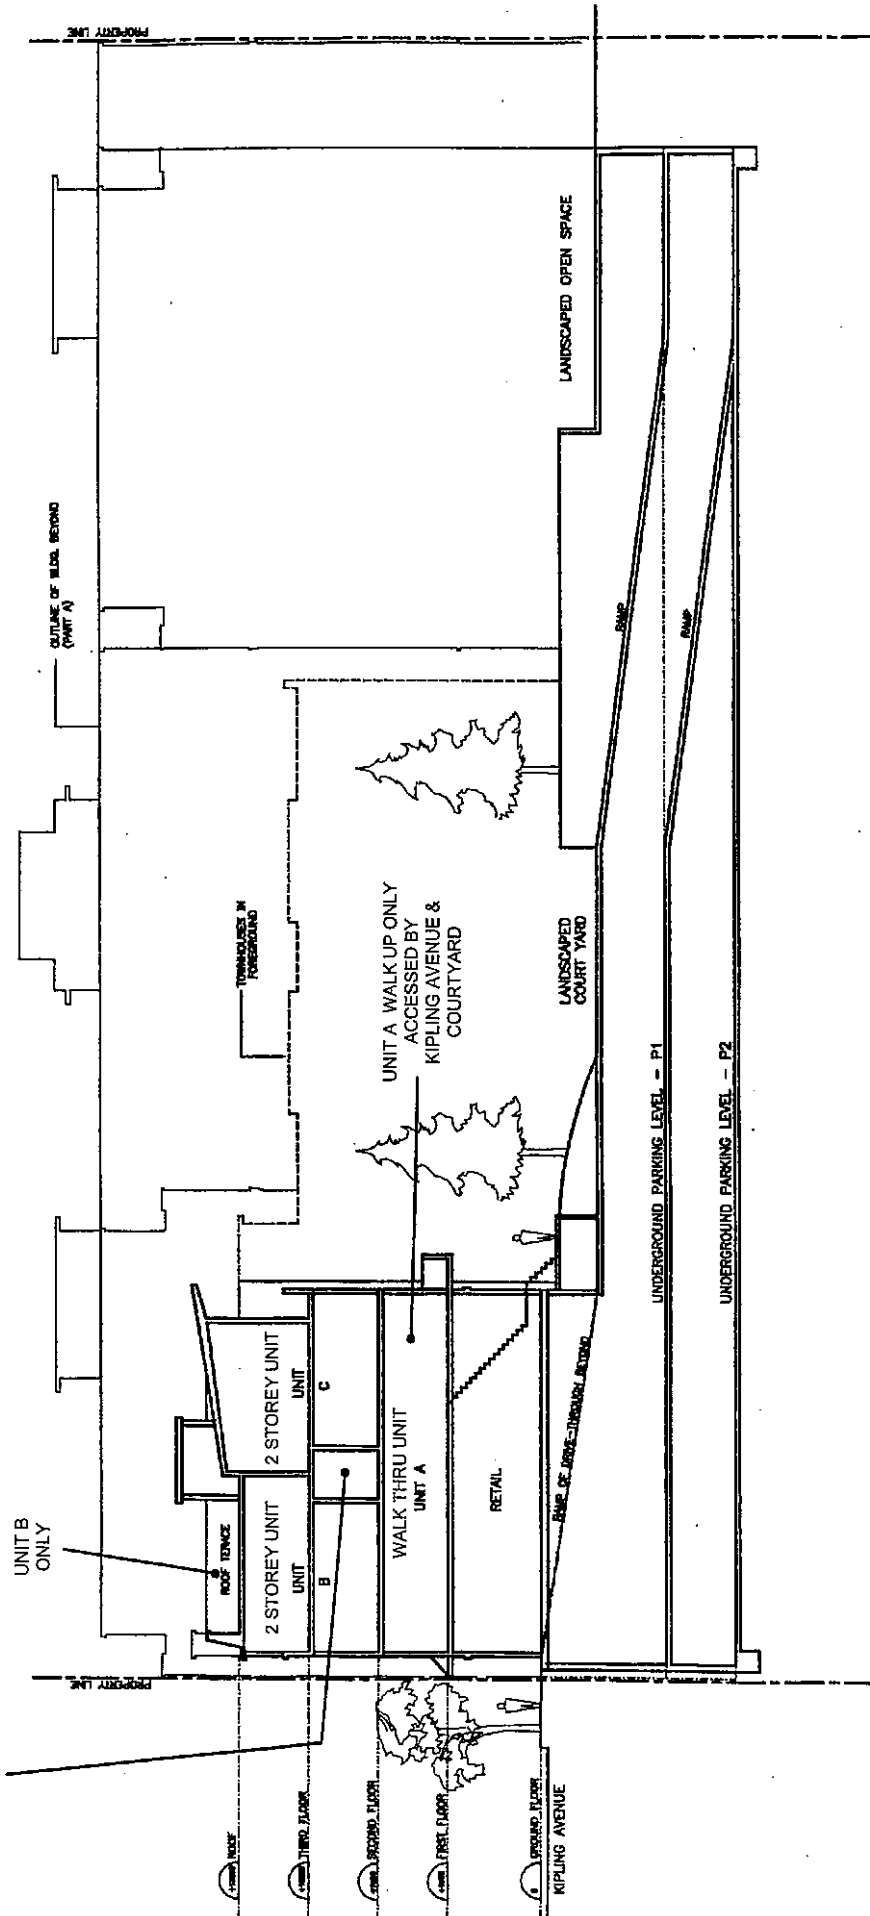 PROPERTY LINE
OUTLINE OF BLDG. BEYOND
(PART A)
TOWNHOUSES IN
FOREGROUND
UNIT B
ONLY
ROOF TERACE
2 STOREY UNIT
UNIT
2 STOREY UNIT
UNIT
B
C
WALK THRU UNIT
UNIT A
RETAIL
UNIT A WALK UP ONLY
ACCESSED BY
KIPLING AVENUE &
COURTYARD
LANDSCAPED
COURT YARD
LANDSCAPED OPEN SPACE
RAMP OF DRIVE-THROUGH BEYOND
RAMP
RAMP
UNDERGROUND PARKING LEVEL - P1
UNDERGROUND PARKING LEVEL - P2
PROPERTY LINE
ROOF
THIRD FLOOR
SECOND FLOOR
FIRST FLOOR
GROUND FLOOR
KIPLING AVENUE